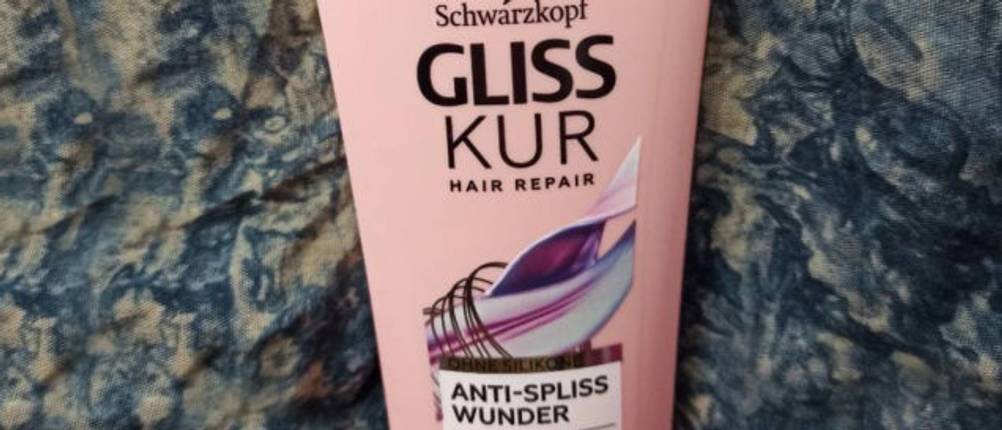 Schwarzkopf
GLISS
KUR
HAIR REPAIR
OHNE SILIKONE
ANTI-SPLISS
WUNDER